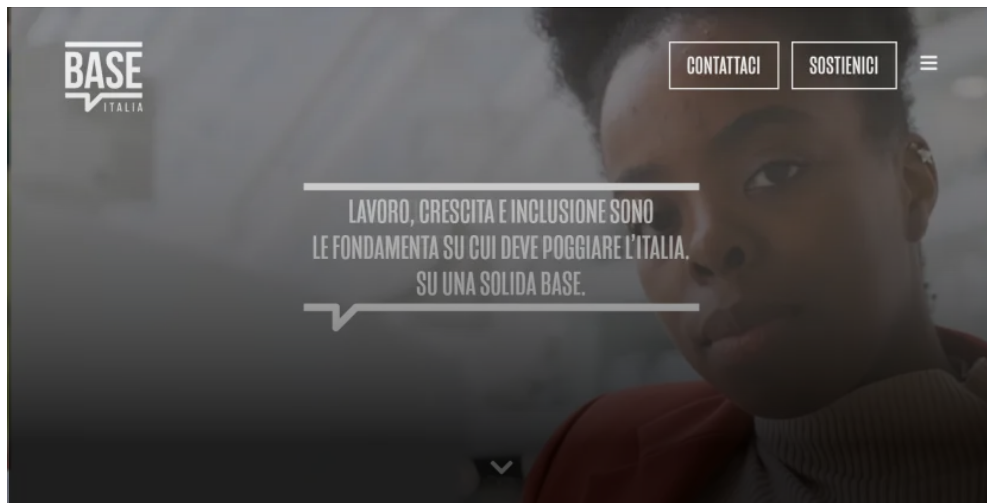 BASE
ITALIA
CONTATTACI
SOSTIENICI
LAVORO, CRESCITA E INCLUSIONE SONO
LE FONDAMENTA SU CUI DEVE POGGIARE L'ITALIA.
SU UNA SOLIDA BASE.